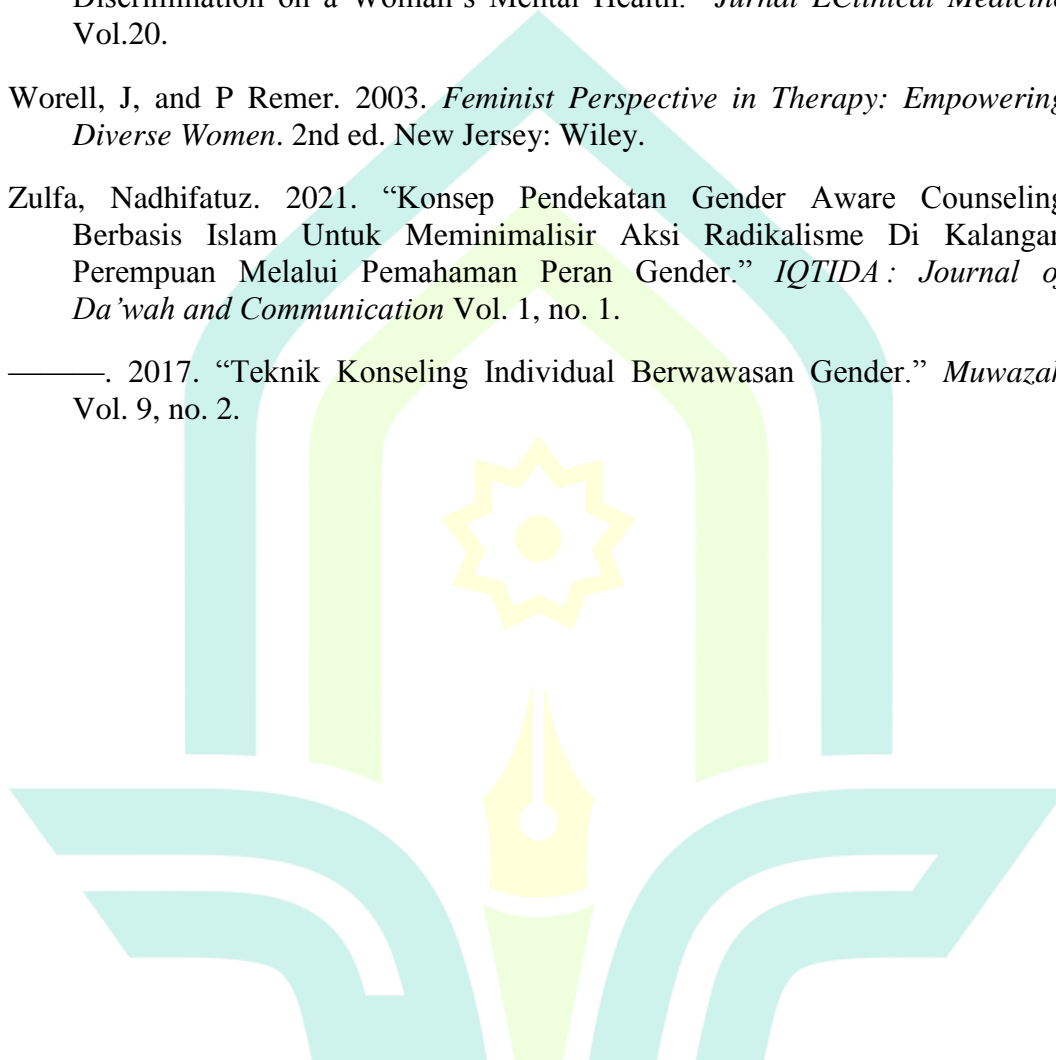 Discrimination on a Woman's Mental Health." Jurnal EClinical Medicine
Vol.20.
Worell, J, and P Remer. 2003. Feminist Perspective in Therapy: Empowering
Diverse Women. 2nd ed. New Jersey: Wiley.
Zulfa, Nadhifatuz. 2021. “Konsep Pendekatan Gender Aware Counseling
Berbasis Islam Untuk Meminimalisir Aksi Radikalisme Di Kalangan
Perempuan Melalui Pemahaman Peran Gender.” IQTIDA : Journal of
Da’wah and Communication Vol. 1, no. 1.
———. 2017. “Teknik Konseling Individual Berwawasan Gender.” Muwazah
Vol. 9, no. 2.